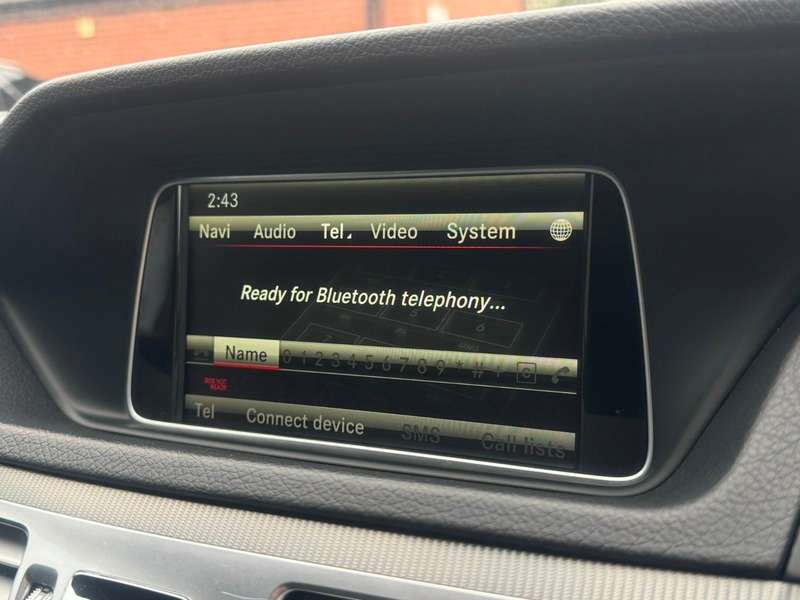 2:43
Navi Audio Tel Video System
Ready for Bluetooth telephony...
Name 0 1 2 3 4 5 6 7 8 9 * # + C
Tel Connect device SMS Call lists